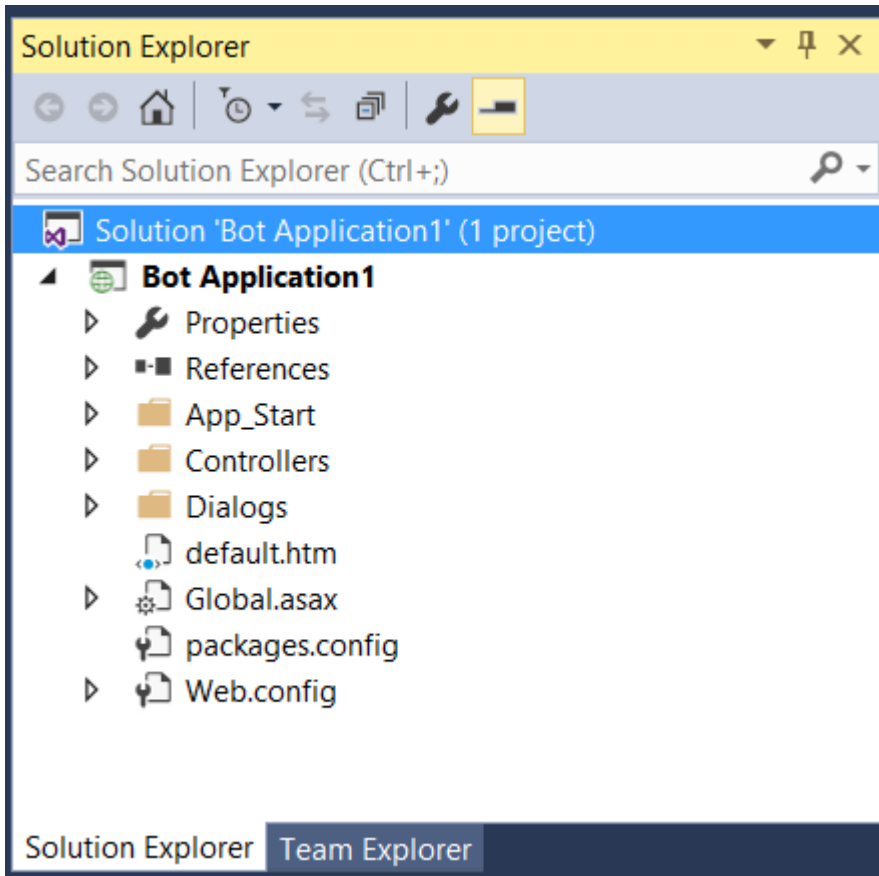 Solution Explorer
Search Solution Explorer (Ctrl+;)
Solution 'Bot Application1' (1 project)
Bot Application1
Properties
References
App_Start
Controllers
Dialogs
default.htm
Global.asax
packages.config
Web.config
Solution Explorer Team Explorer